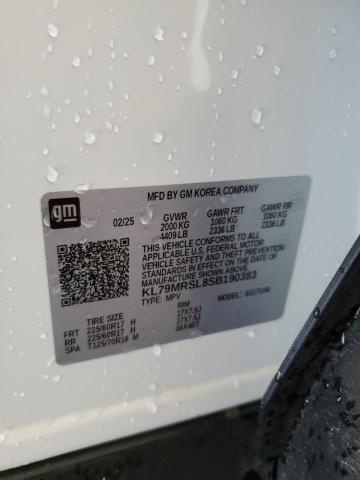 gm
MFD BY GM KOREA COMPANY
02/25 GVWR GAWR FRT GAWR RR
2000 KG 1060 KG 1060 KG
4409 LB 2336 LB 2336 LB
THIS VEHICLE CONFORMS TO ALL APPLICABLE
U.S. FEDERAL MOTOR VEHICLE SAFETY, BUMPER,
AND THEFT PREVENTION STANDARDS IN EFFECT
ON THE DATE OF MANUFACTURE SHOWN ABOVE.
KL79MRSL8SB190383
TYPE: MPV MODEL:
TIRE SIZE RIM
FRT 225/60R17 H 17X7.5J
RR 225/60R17 H 17X7.5J
SPA T125/70R16 M 16X4BT